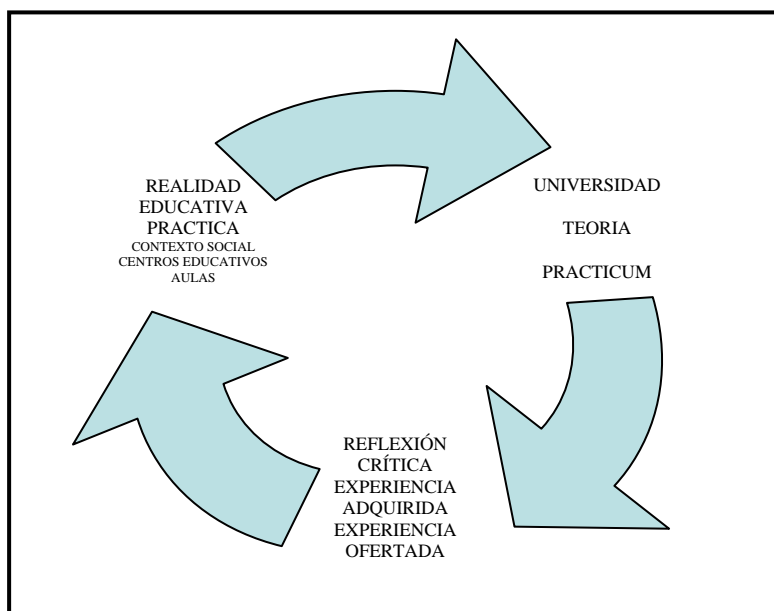 REALIDAD
EDUCATIVA
PRACTICA
CONTEXTO SOCIAL
CENTROS EDUCATIVOS
AULAS
UNIVERSIDAD
TEORIA
PRACTICUM
REFLEXIÓN
CRÍTICA
EXPERIENCIA
ADQUIRIDA
EXPERIENCIA
OFERTADA